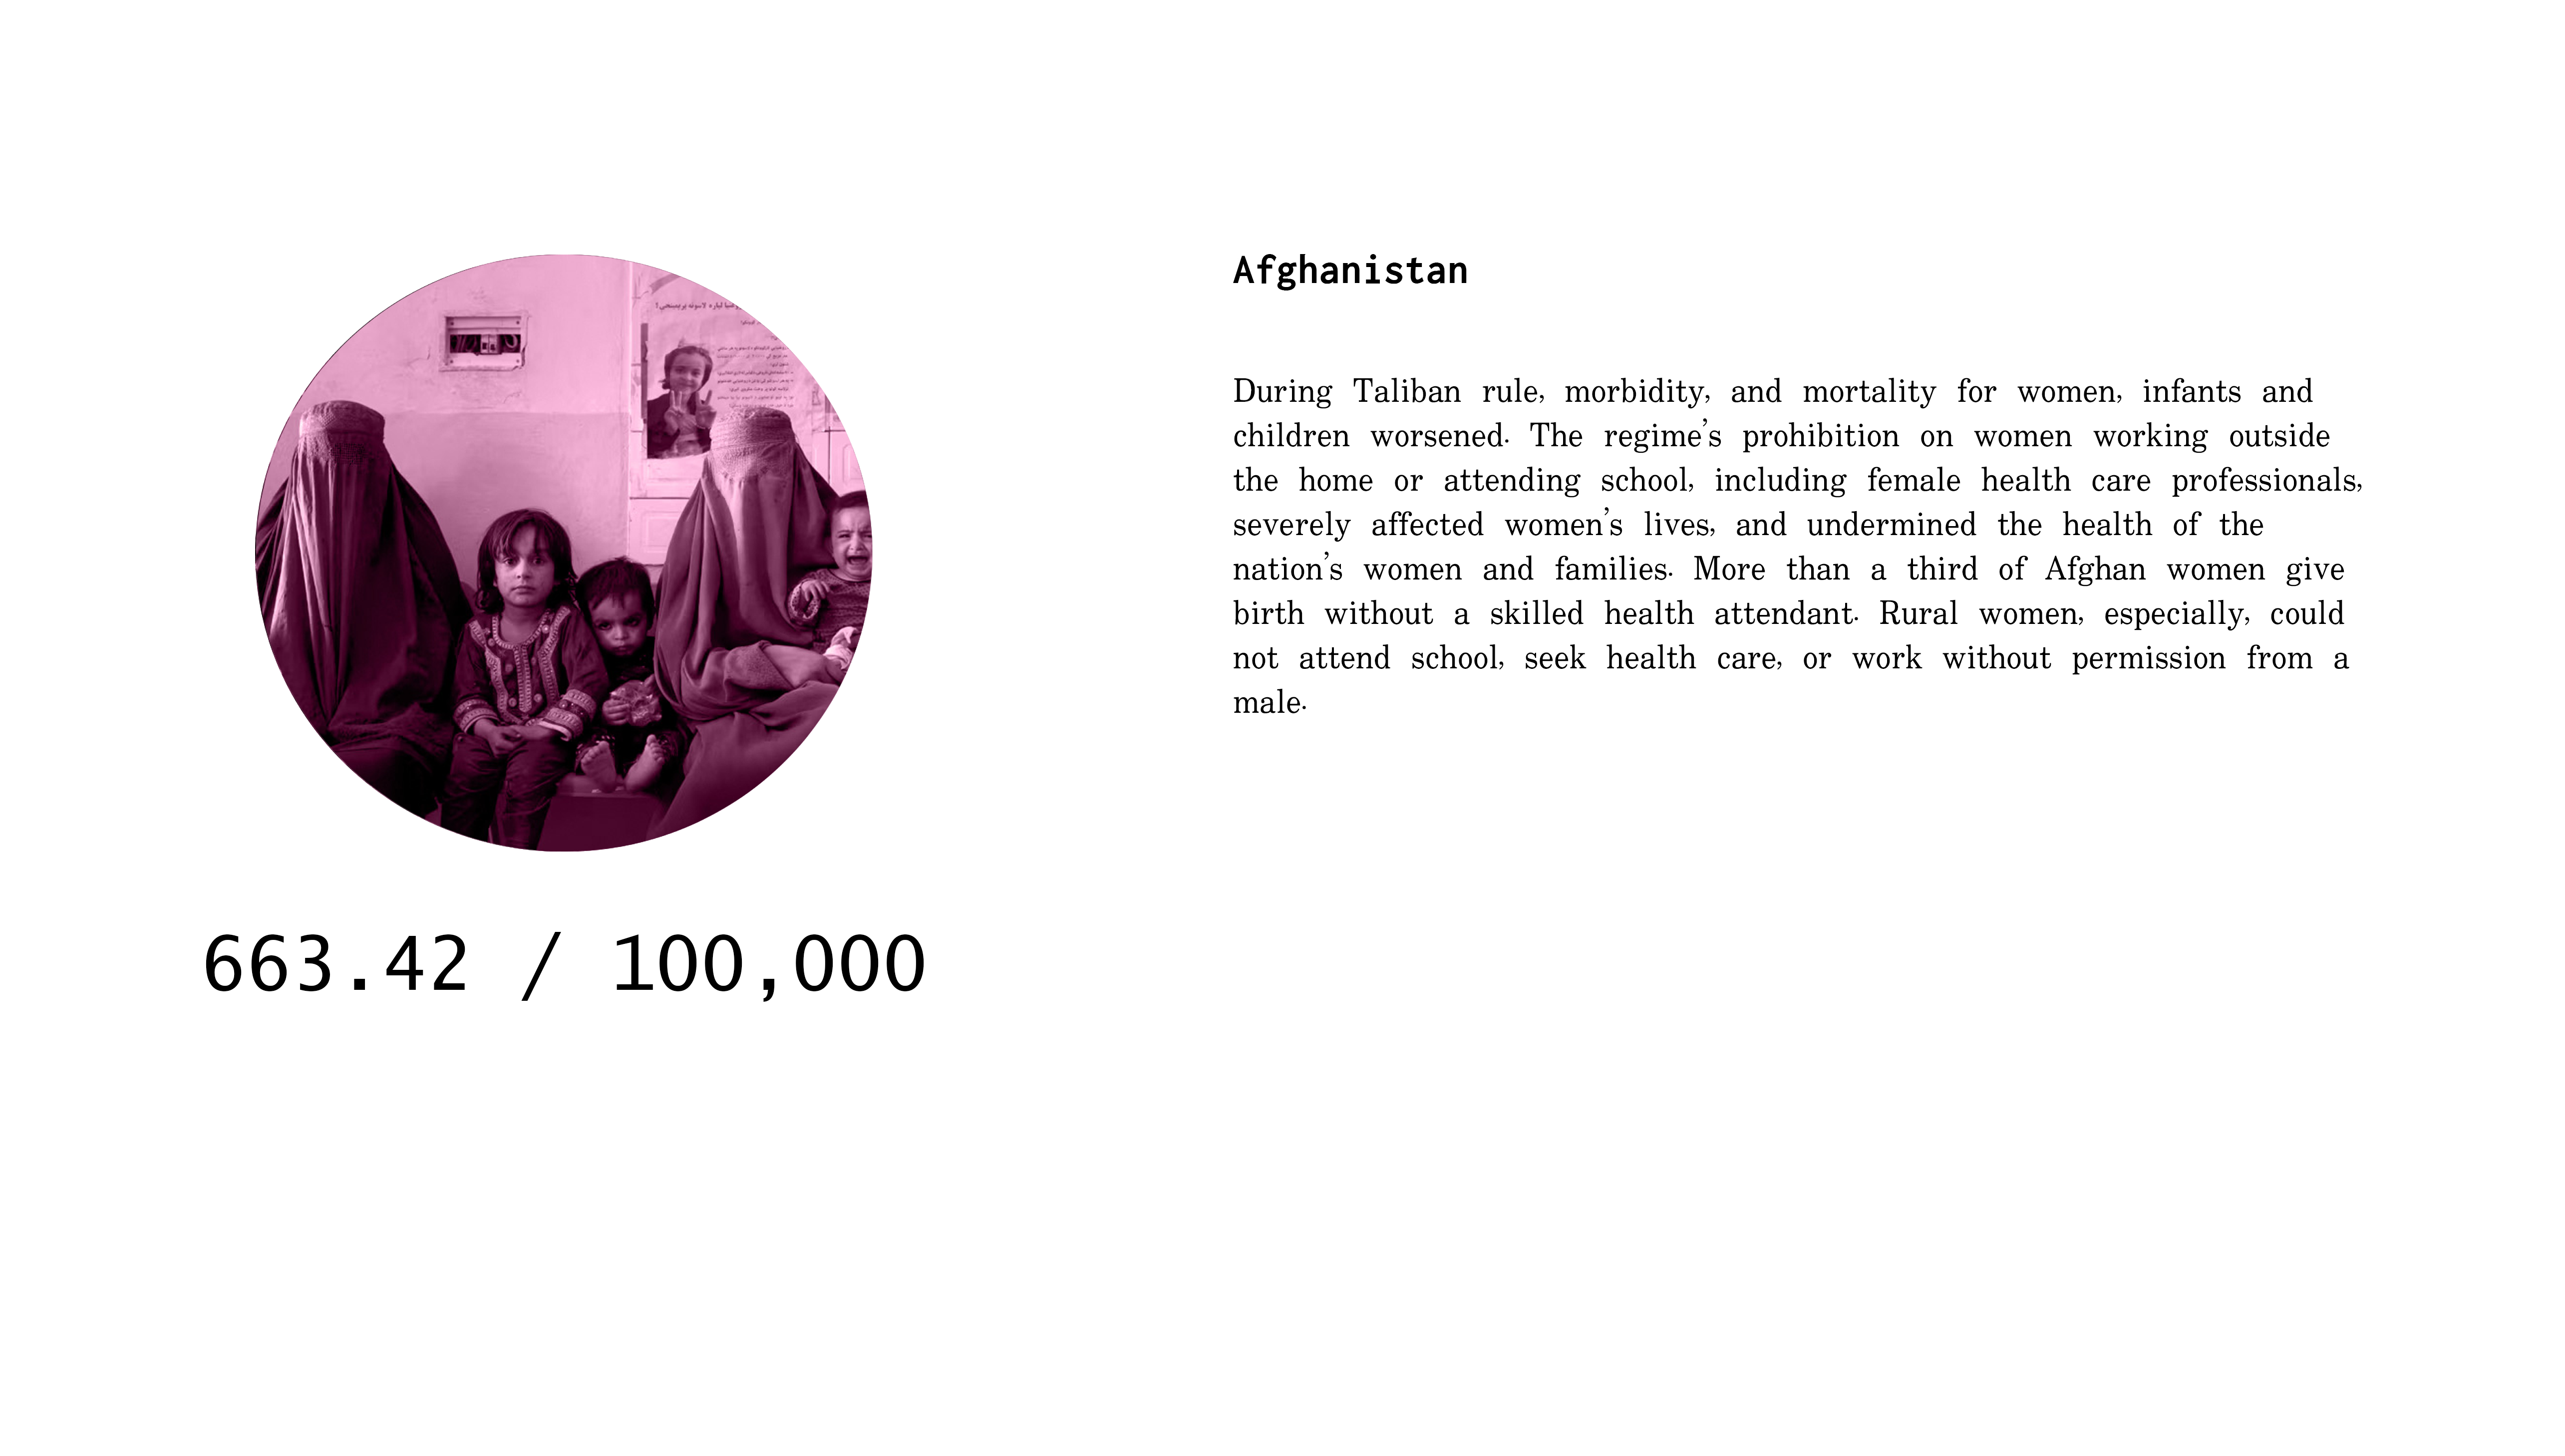 Afghanistan
During Taliban rule, morbidity, and mortality for women, infants and
children worsened. The regime's prohibition on women working outside
the home or attending school, including female health care professionals,
severely affected women's lives, and undermined the health of the
nation's women and families. More than a third of Afghan women give
birth without a skilled health attendant. Rural women, especially, could
not attend school, seek health care, or work without permission from a
male.
663.42 / 100,000